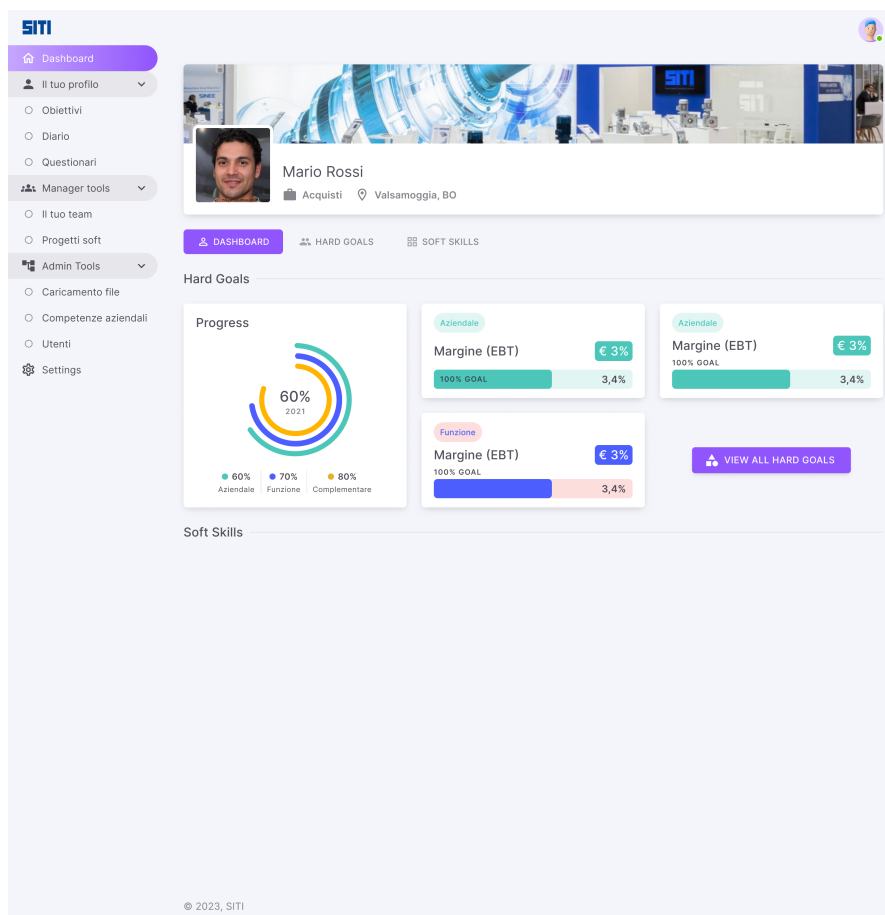 SITI
Dashboard
Il tuo profilo
Obiettivi
Diario
Questionari
Manager tools
Il tuo team
Progetti soft
Admin Tools
Caricamento file
Competenze aziendali
Utenti
Settings
SITI
Mario Rossi
Acquisti Valsamoggia, BO
DASHBOARD HARD GOALS SOFT SKILLS
Hard Goals
Progress
60%
2021
60% 70% 80%
Aziendale Funzione Complementare
Aziendale
Margine (EBT) € 3%
100% GOAL 3,4%
Aziendale
Margine (EBT) € 3%
100% GOAL
3,4%
Funzione
Margine (EBT) € 3%
100% GOAL
3,4%
VIEW ALL HARD GOALS
Soft Skills
© 2023, SITI